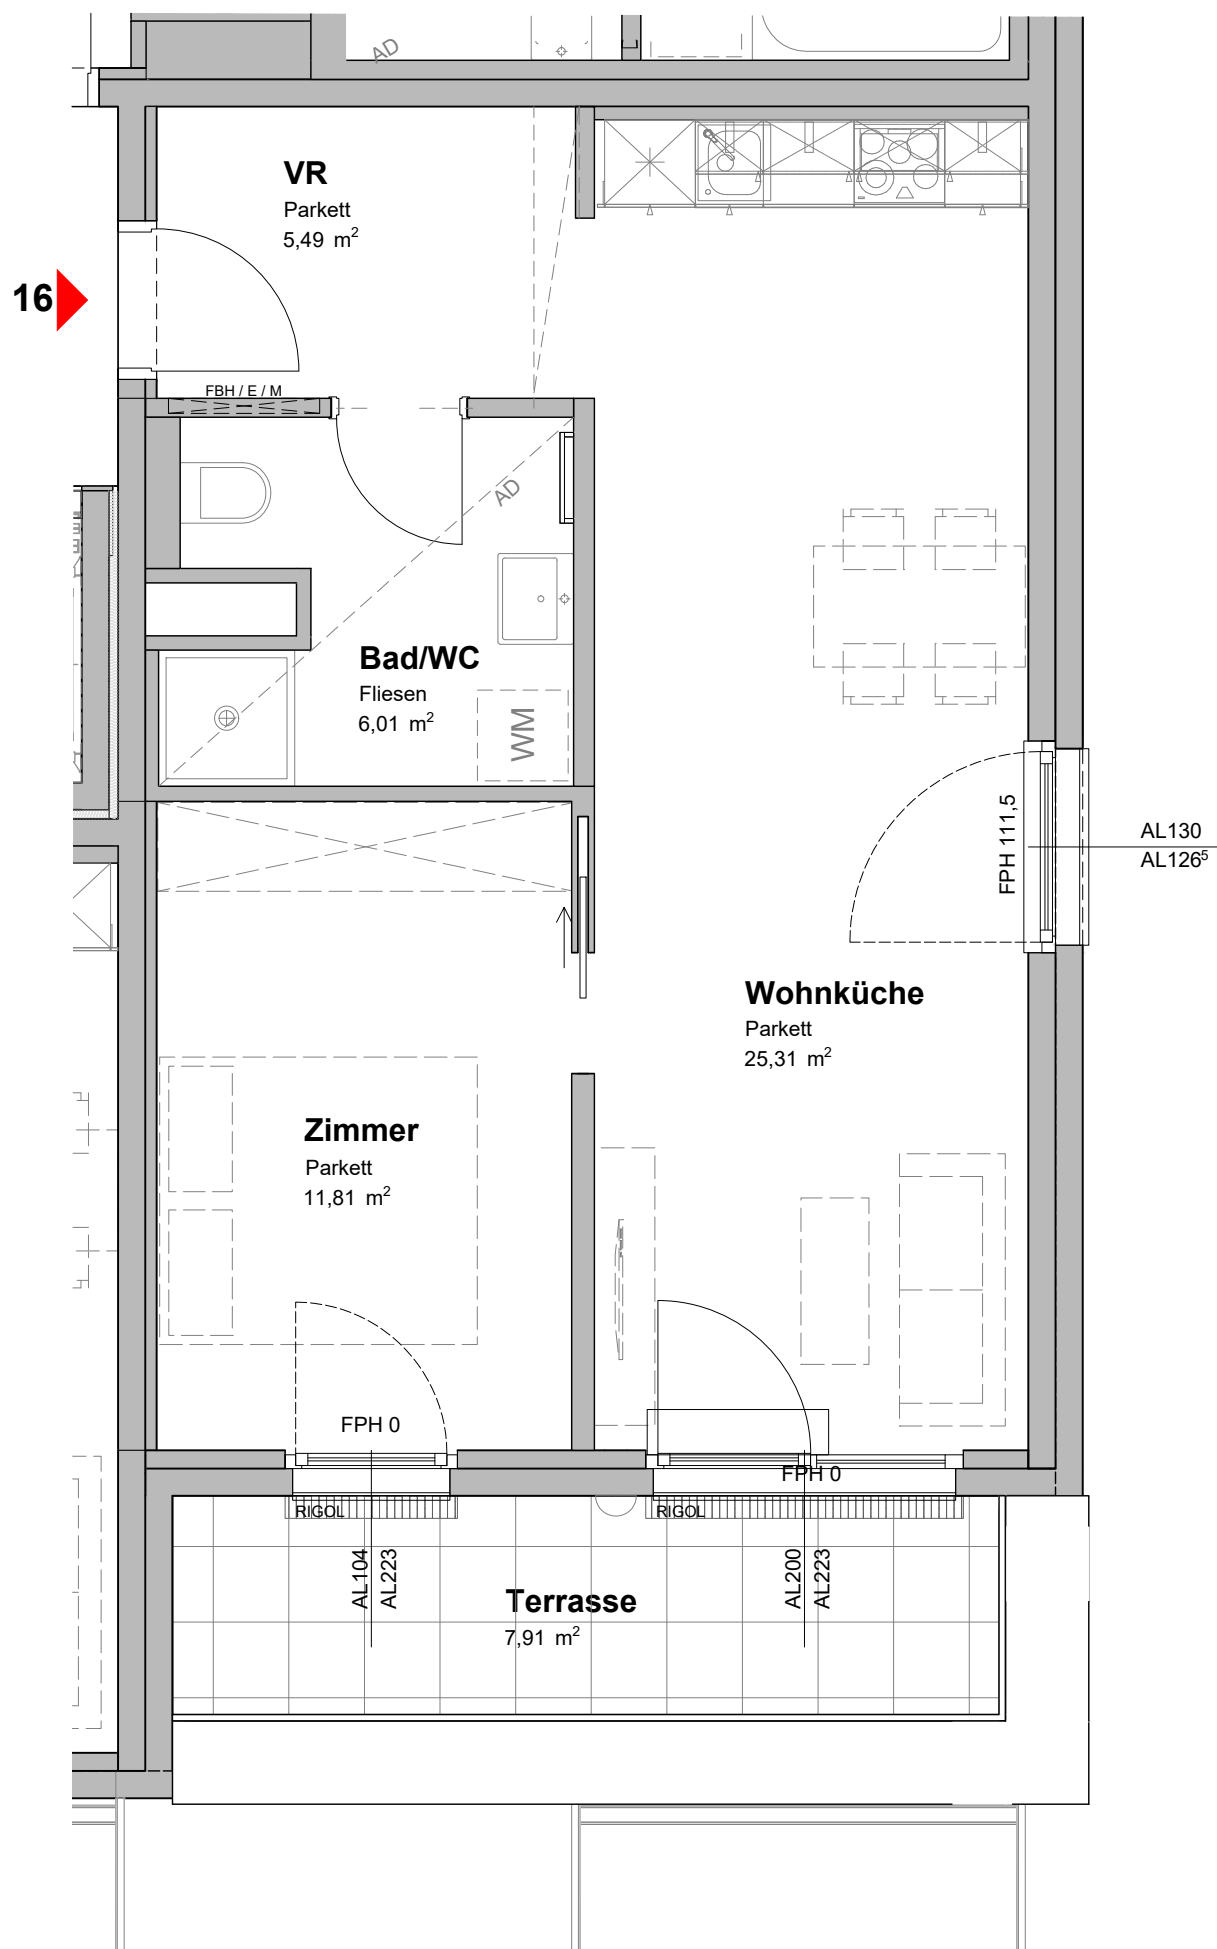 AD
VR
Parkett
5,49 m²
16
FBH / E / M
AD
Bad/WC
Fliesen
6,01 m²
WM
FPH 111,5
AL130
AL126⁵
Wohnküche
Parkett
25,31 m²
Zimmer
Parkett
11,81 m²
FPH 0
FPH 0
RIGOL
RIGOL
AL104
AL223
AL200
AL223
Terrasse
7,91 m²